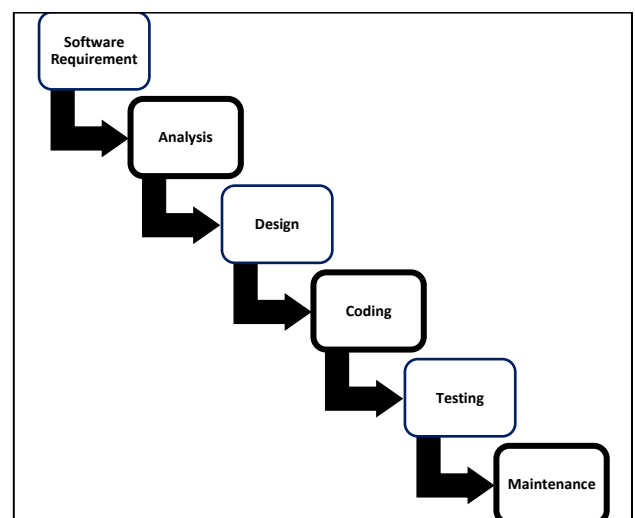 Software
Requirement
Analysis
Design
Coding
Testing
Maintenance